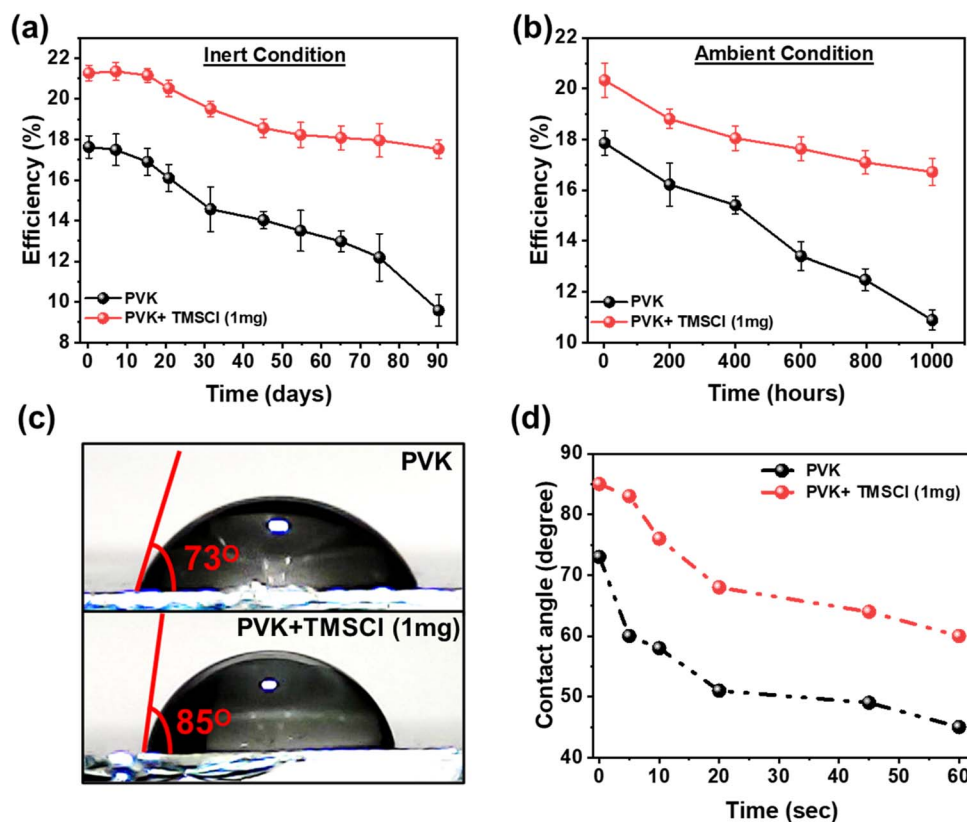 (a)
Inert Condition
Efficiency (%)
22
20
18
16
14
12
10
8
PVK
PVK+ TMSCl (1mg)
0 10 20 30 40 50 60 70 80 90
Time (days)
(b)
Ambient Condition
Efficiency (%)
22
20
18
16
14
12
10
PVK
PVK+ TMSCl (1mg)
0 200 400 600 800 1000
Time (hours)
(c)
PVK
73°
PVK+TMSCl (1mg)
85°
(d)
Contact angle (degree)
90
80
70
60
50
40
PVK
PVK+ TMSCl (1mg)
0 10 20 30 40 50 60
Time (sec)